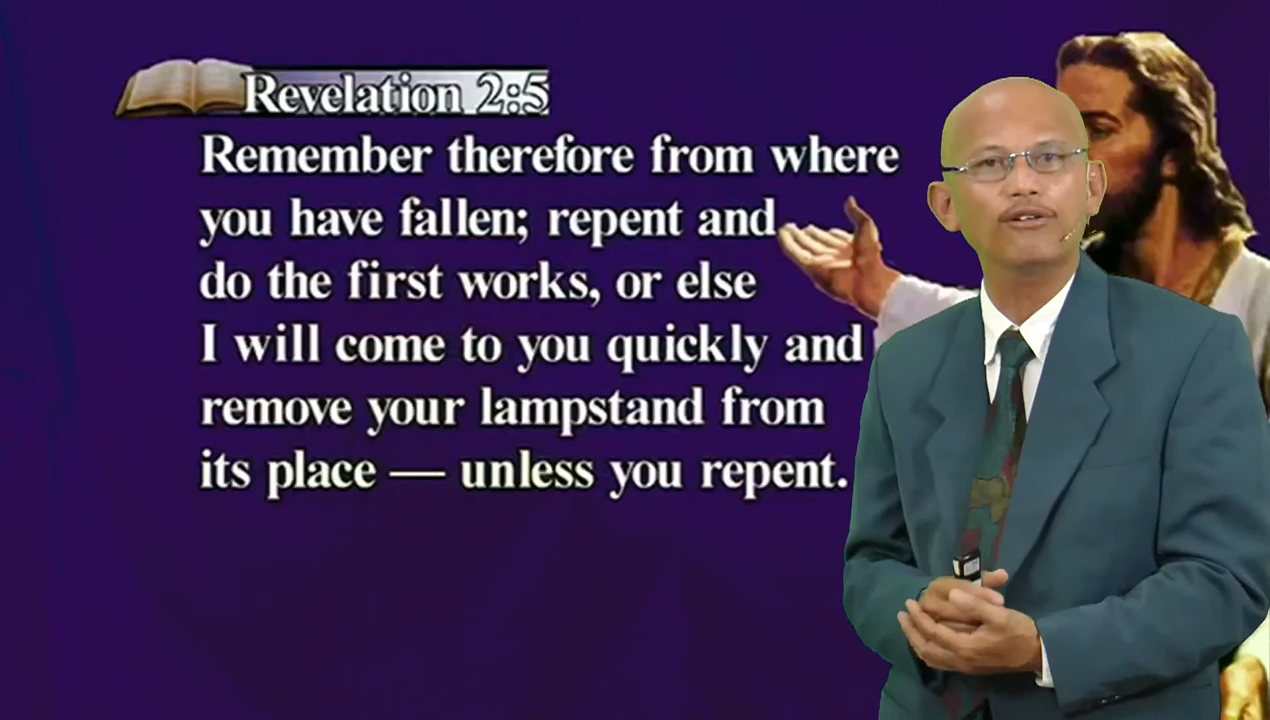 Revelation 2:5
Remember therefore from where
you have fallen; repent and
do the first works, or else
I will come to you quickly and
remove your lampstand from
its place — unless you repent.